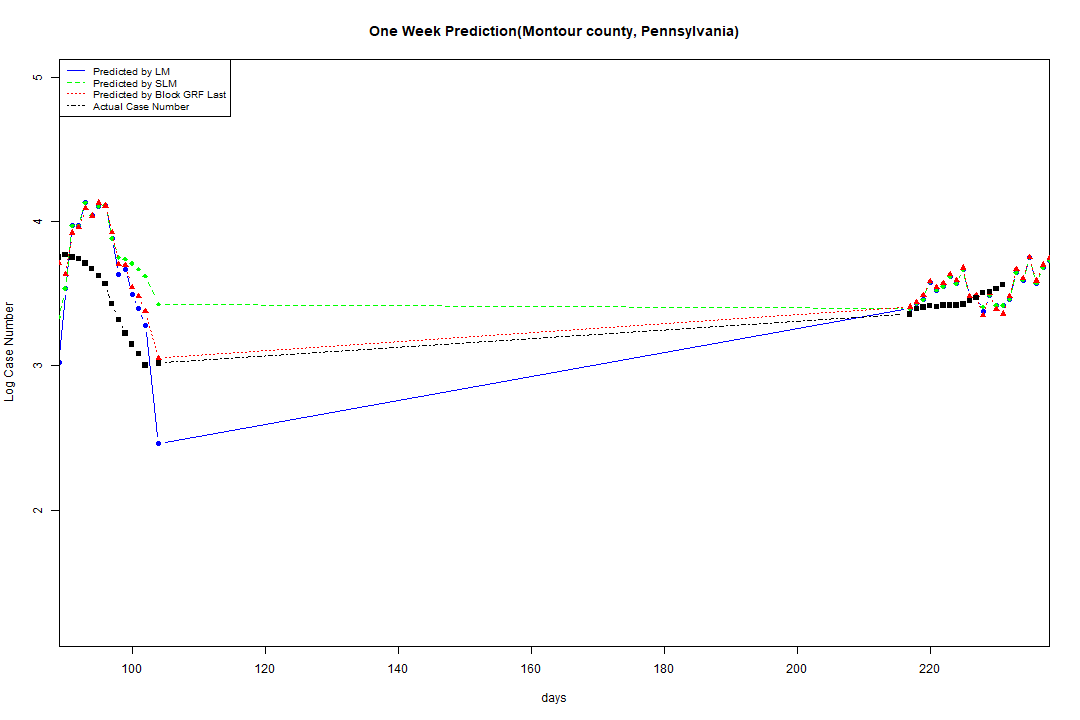 One Week Prediction(Montour county, Pennsylvania)
Predicted by LM
Predicted by SLM
Predicted by Block GRF Last
Actual Case Number
5
4
3
2
Log Case Number
100 120 140 160 180 200 220
days